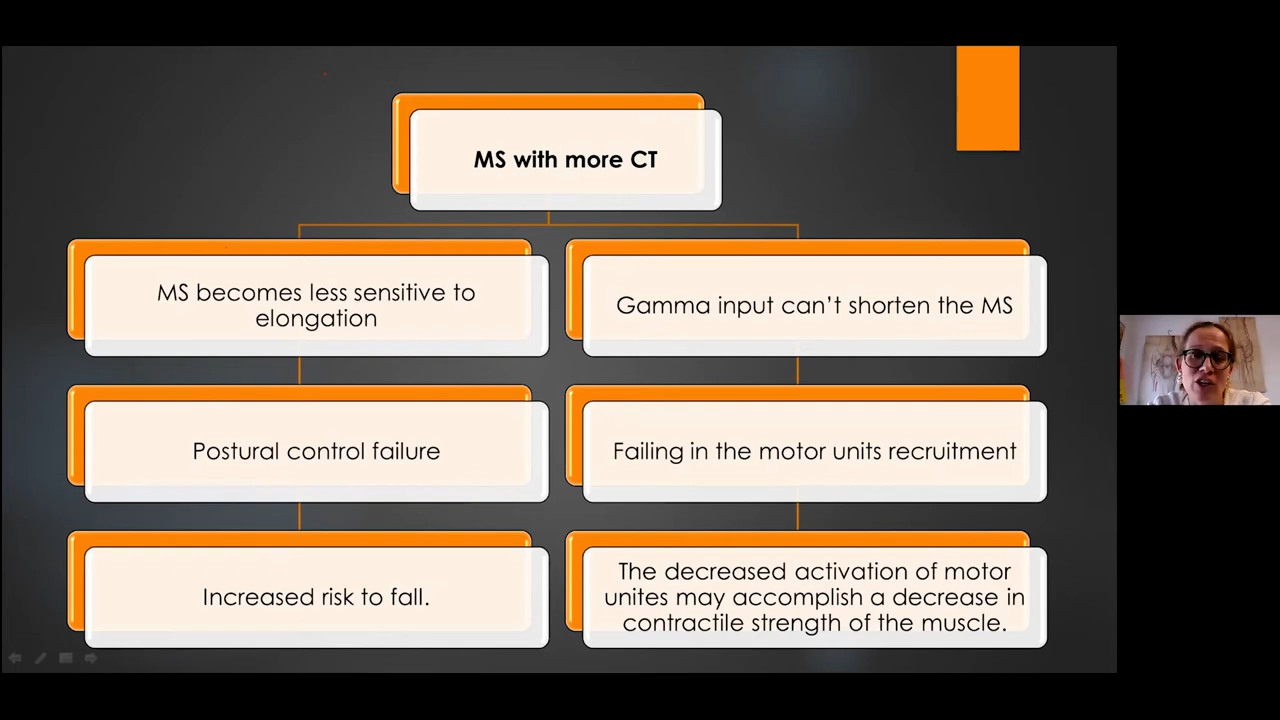 MS with more CT
MS becomes less sensitive to
elongation
Gamma input can’t shorten the MS
Postural control failure
Failing in the motor units recruitment
Increased risk to fall.
The decreased activation of motor
unites may accomplish a decrease in
contractile strength of the muscle.